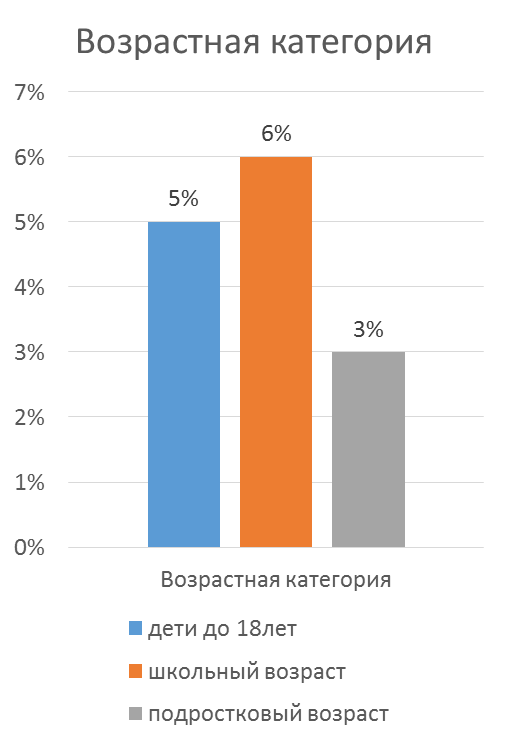 Возрастная категория
7%
6%
6%
5%
5%
4%
3%
3%
2%
1%
0%
Возрастная категория
дети до 18лет
школьный возраст
подростковый возраст